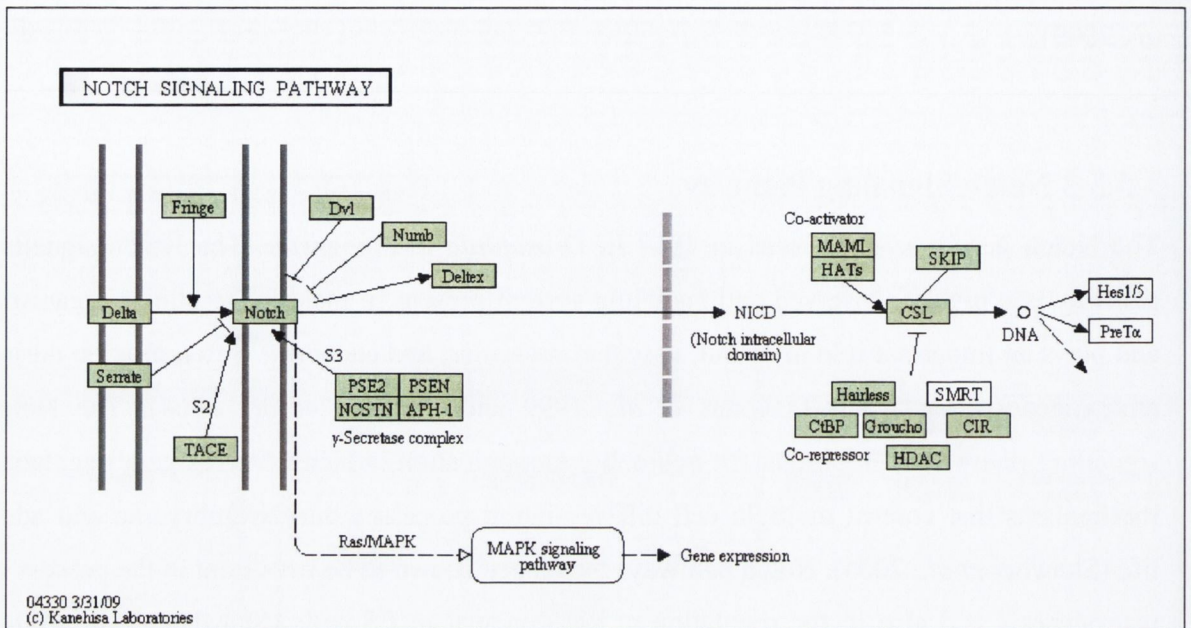 NOTCH SIGNALING PATHWAY
Fringe
Dvl
Numb
Deltex
Co-activator
MAML
HATs
SKIP
Delta
Notch
NICD
(Notch intracellular
domain)
CSL
DNA
Hes1/5
PreTα
Serrate
S2
TACE
S3
PSE2 PSEN
NCSTN APH-1
γ-Secretase complex
Hairless SMRT
CtBP Groucho CIR
Co-repressor HDAC
Ras/MAPK
MAPK signaling
pathway
Gene expression
04330 3/31/09
(c) Kanehisa Laboratories